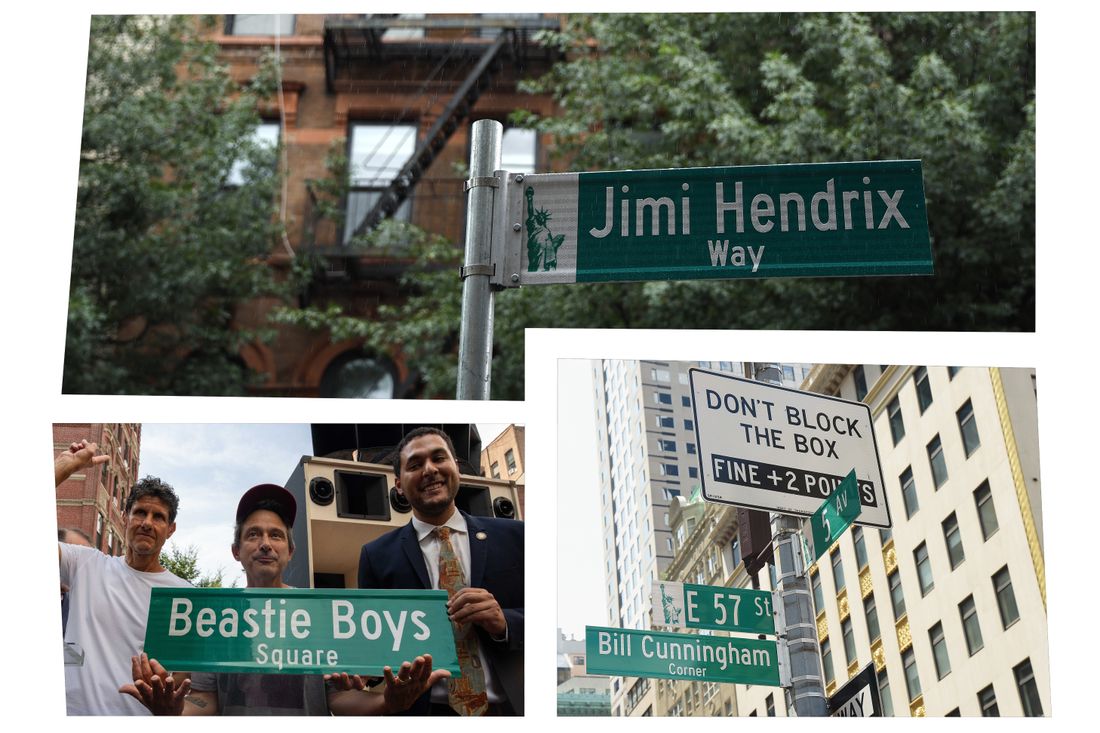 Jimi Hendrix
Way
Beastie Boys
Square
DON'T BLOCK
THE BOX
FINE +2 POINTS
5 AV
E 57 St
Bill Cunningham
Corner
WAY